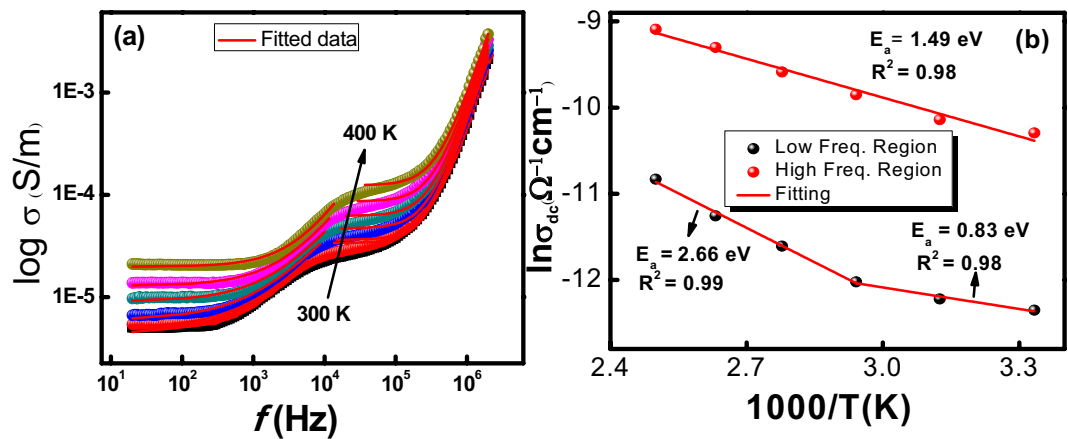 (a)
Fitted data
400 K
300 K
1E-3
1E-4
1E-5
log σ (S/m)
10¹ 10² 10³ 10⁴ 10⁵ 10⁶
f (Hz)
(b)
Eₐ = 1.49 eV
R² = 0.98
Low Freq. Region
High Freq. Region
Fitting
Eₐ = 2.66 eV
R² = 0.99
Eₐ = 0.83 eV
R² = 0.98
-9
-10
-11
-12
lnσdc(Ω⁻¹cm⁻¹)
2.4 2.7 3.0 3.3
1000/T(K)